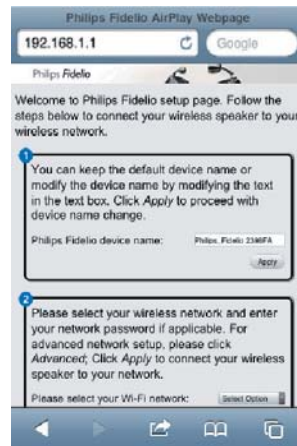 Philips Fidelio AirPlay Webpage
192.168.1.1
Google
Philips Fidelio
Welcome to Philips Fidelio setup page. Follow the
steps below to connect your wireless speaker to your
wireless network.
1
You can keep the default device name or
modify the device name by modifying the text
in the text box. Click Apply to proceed with
device name change.
Philips Fidelio device name:
Apply
2
Please select your wireless network and enter
your network password if applicable. For
advanced network setup, please click
Advanced; Click Apply to connect your wireless
speaker to your network.
Please select your Wi-Fi network: Select Option